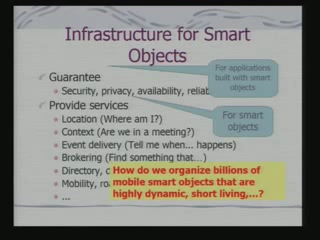 Infrastructure for Smart
Objects
For applications
built with smart
objects
Guarantee
Security, privacy, availability,
Provide services
Location (Where am I?)
For smart
objects
Context (Are we in a meeting?)
Event delivery (Tell me when... happens)
Brokering (Find something that...)
Directory,
Mobility,
...
How do we organize billions of
mobile smart objects that are
highly dynamic, short living,...?